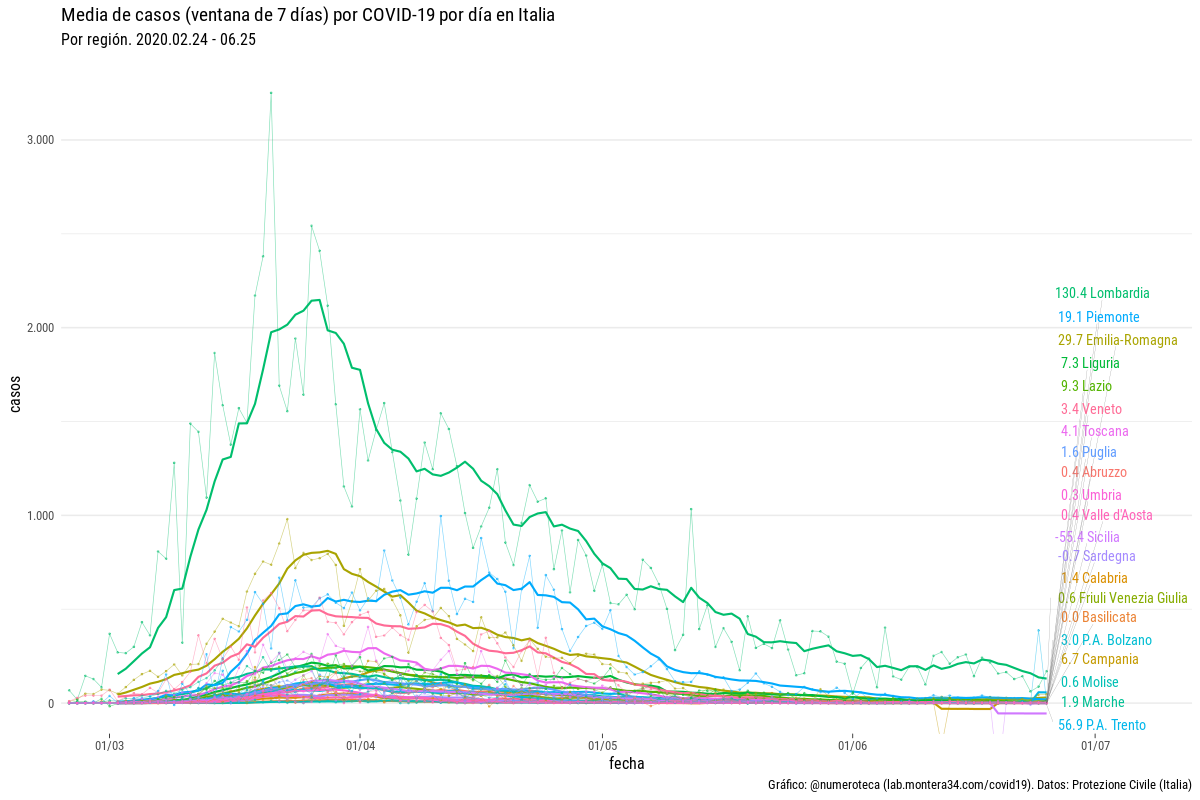 Media de casos (ventana de 7 días) por COVID-19 por día en Italia
Por región. 2020.02.24 - 06.25
casos
3.000
2.000
1.000
0
130.4 Lombardia
19.1 Piemonte
29.7 Emilia-Romagna
7.3 Liguria
9.3 Lazio
3.4 Veneto
4.1 Toscana
1.6 Puglia
0.4 Abruzzo
0.3 Umbria
0.4 Valle d'Aosta
-55.4 Sicilia
-0.7 Sardegna
1.4 Calabria
0.6 Friuli Venezia Giulia
0.0 Basilicata
3.0 P.A. Bolzano
6.7 Campania
0.6 Molise
1.9 Marche
56.9 P.A. Trento
01/03
01/04
01/05
01/06
01/07
fecha
Gráfico: @numeroteca (lab.montera34.com/covid19). Datos: Protezione Civile (Italia)